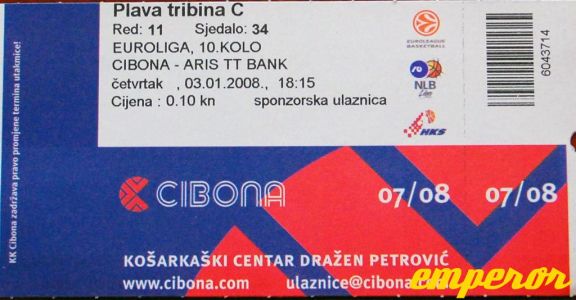 Plava tribina C
Red: 11 Sjedalo: 34
EUROLIGA, 10.KOLO
CIBONA - ARIS TT BANK
četvrtak , 03.01.2008., 18:15
Cijena : 0.10 kn sponzorska ulaznica
EUROLEAGUE
BASKETBALL
NLB
Liga
HKS
6043714
KK Cibona zadržava pravo promjene termina utakmice!
CIBONA 07/08 07/08
KOŠARKAŠKI CENTAR DRAŽEN PETROVIĆ
www.cibona.com ulaznice@cibona.com
emperor